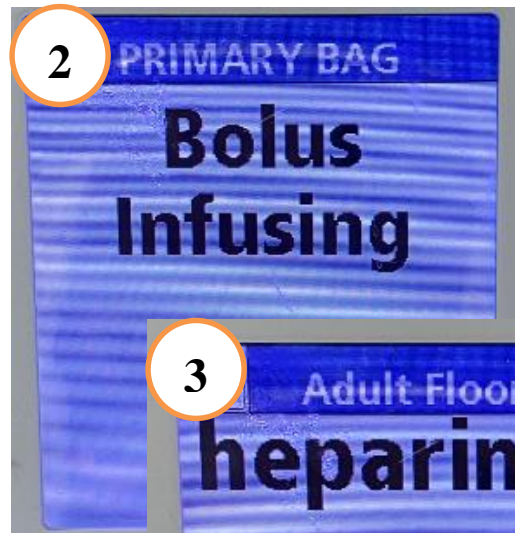 2
PRIMARY BAG
Bolus
Infusing
3
Adult Floor
heparin